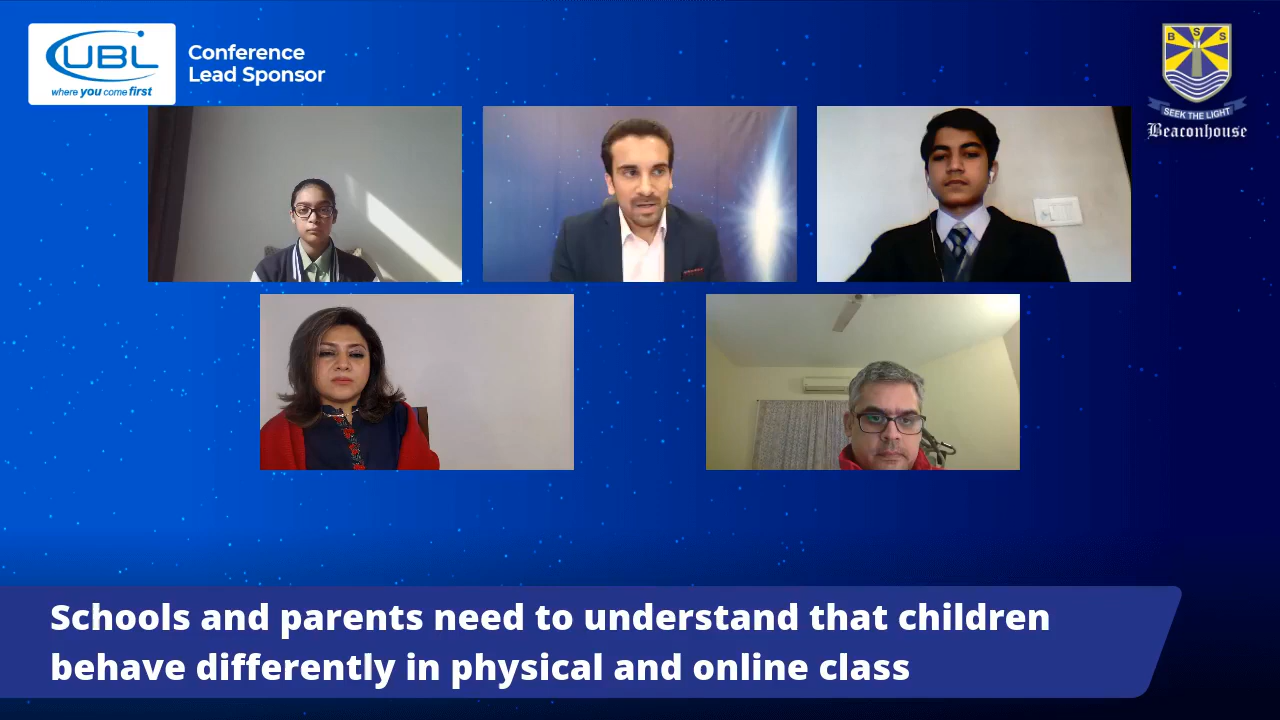 UBL
where you come first
Conference
Lead Sponsor
B S S
SEEK THE LIGHT
Beaconhouse
Schools and parents need to understand that children
behave differently in physical and online class